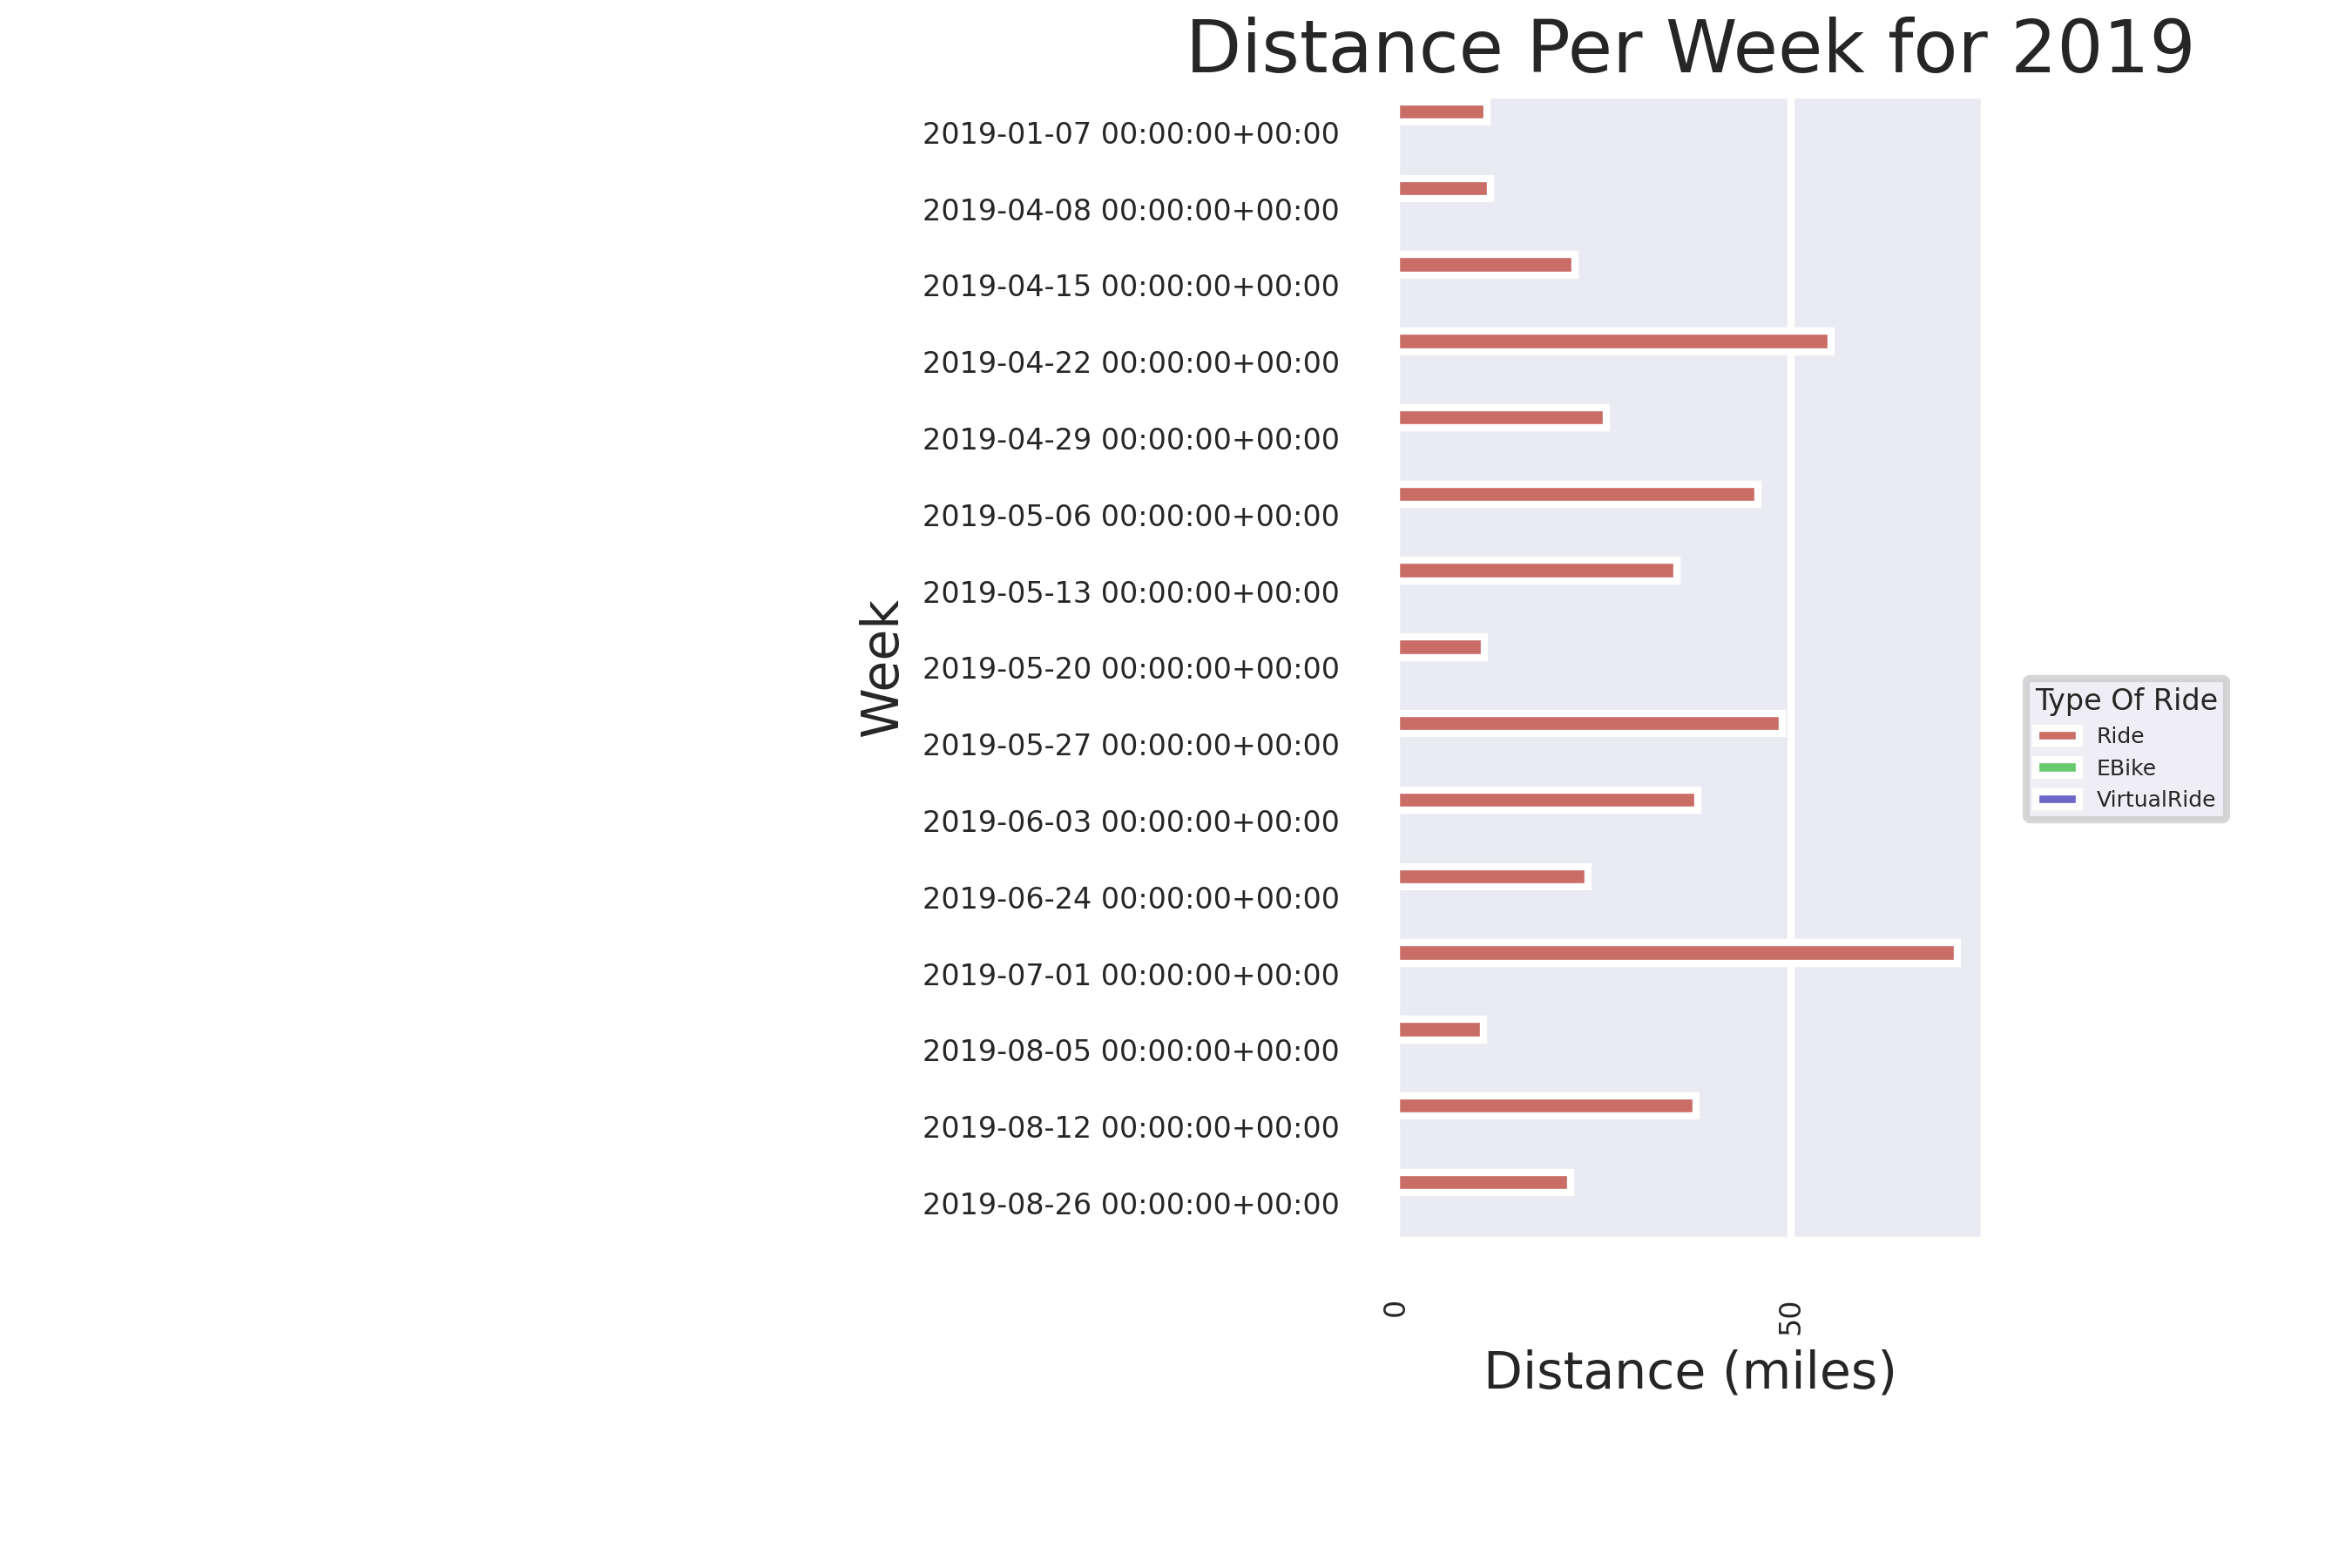 Distance Per Week for 2019
2019-01-07 00:00:00+00:00
2019-04-08 00:00:00+00:00
2019-04-15 00:00:00+00:00
2019-04-22 00:00:00+00:00
2019-04-29 00:00:00+00:00
2019-05-06 00:00:00+00:00
2019-05-13 00:00:00+00:00
2019-05-20 00:00:00+00:00
2019-05-27 00:00:00+00:00
2019-06-03 00:00:00+00:00
2019-06-24 00:00:00+00:00
2019-07-01 00:00:00+00:00
2019-08-05 00:00:00+00:00
2019-08-12 00:00:00+00:00
2019-08-26 00:00:00+00:00
Week
Type Of Ride
Ride
EBike
VirtualRide
0
50
Distance (miles)